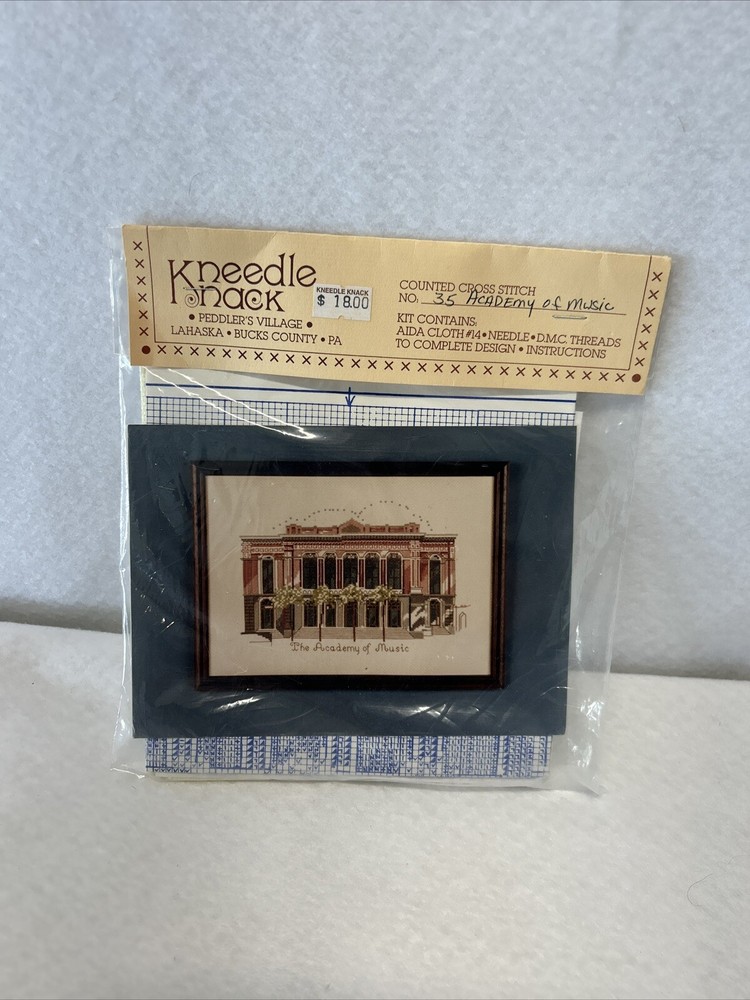 Kneedle
Knack
KNEEDLE KNACK
$ 18.00
• PEDDLER'S VILLAGE •
LAHASKA • BUCKS COUNTY • PA
COUNTED CROSS STITCH
NO. 35 ACADEMY of Music
KIT CONTAINS:
AIDA CLOTH #14 • NEEDLE • D.M.C. THREADS
TO COMPLETE DESIGN • INSTRUCTIONS
The Academy of Music